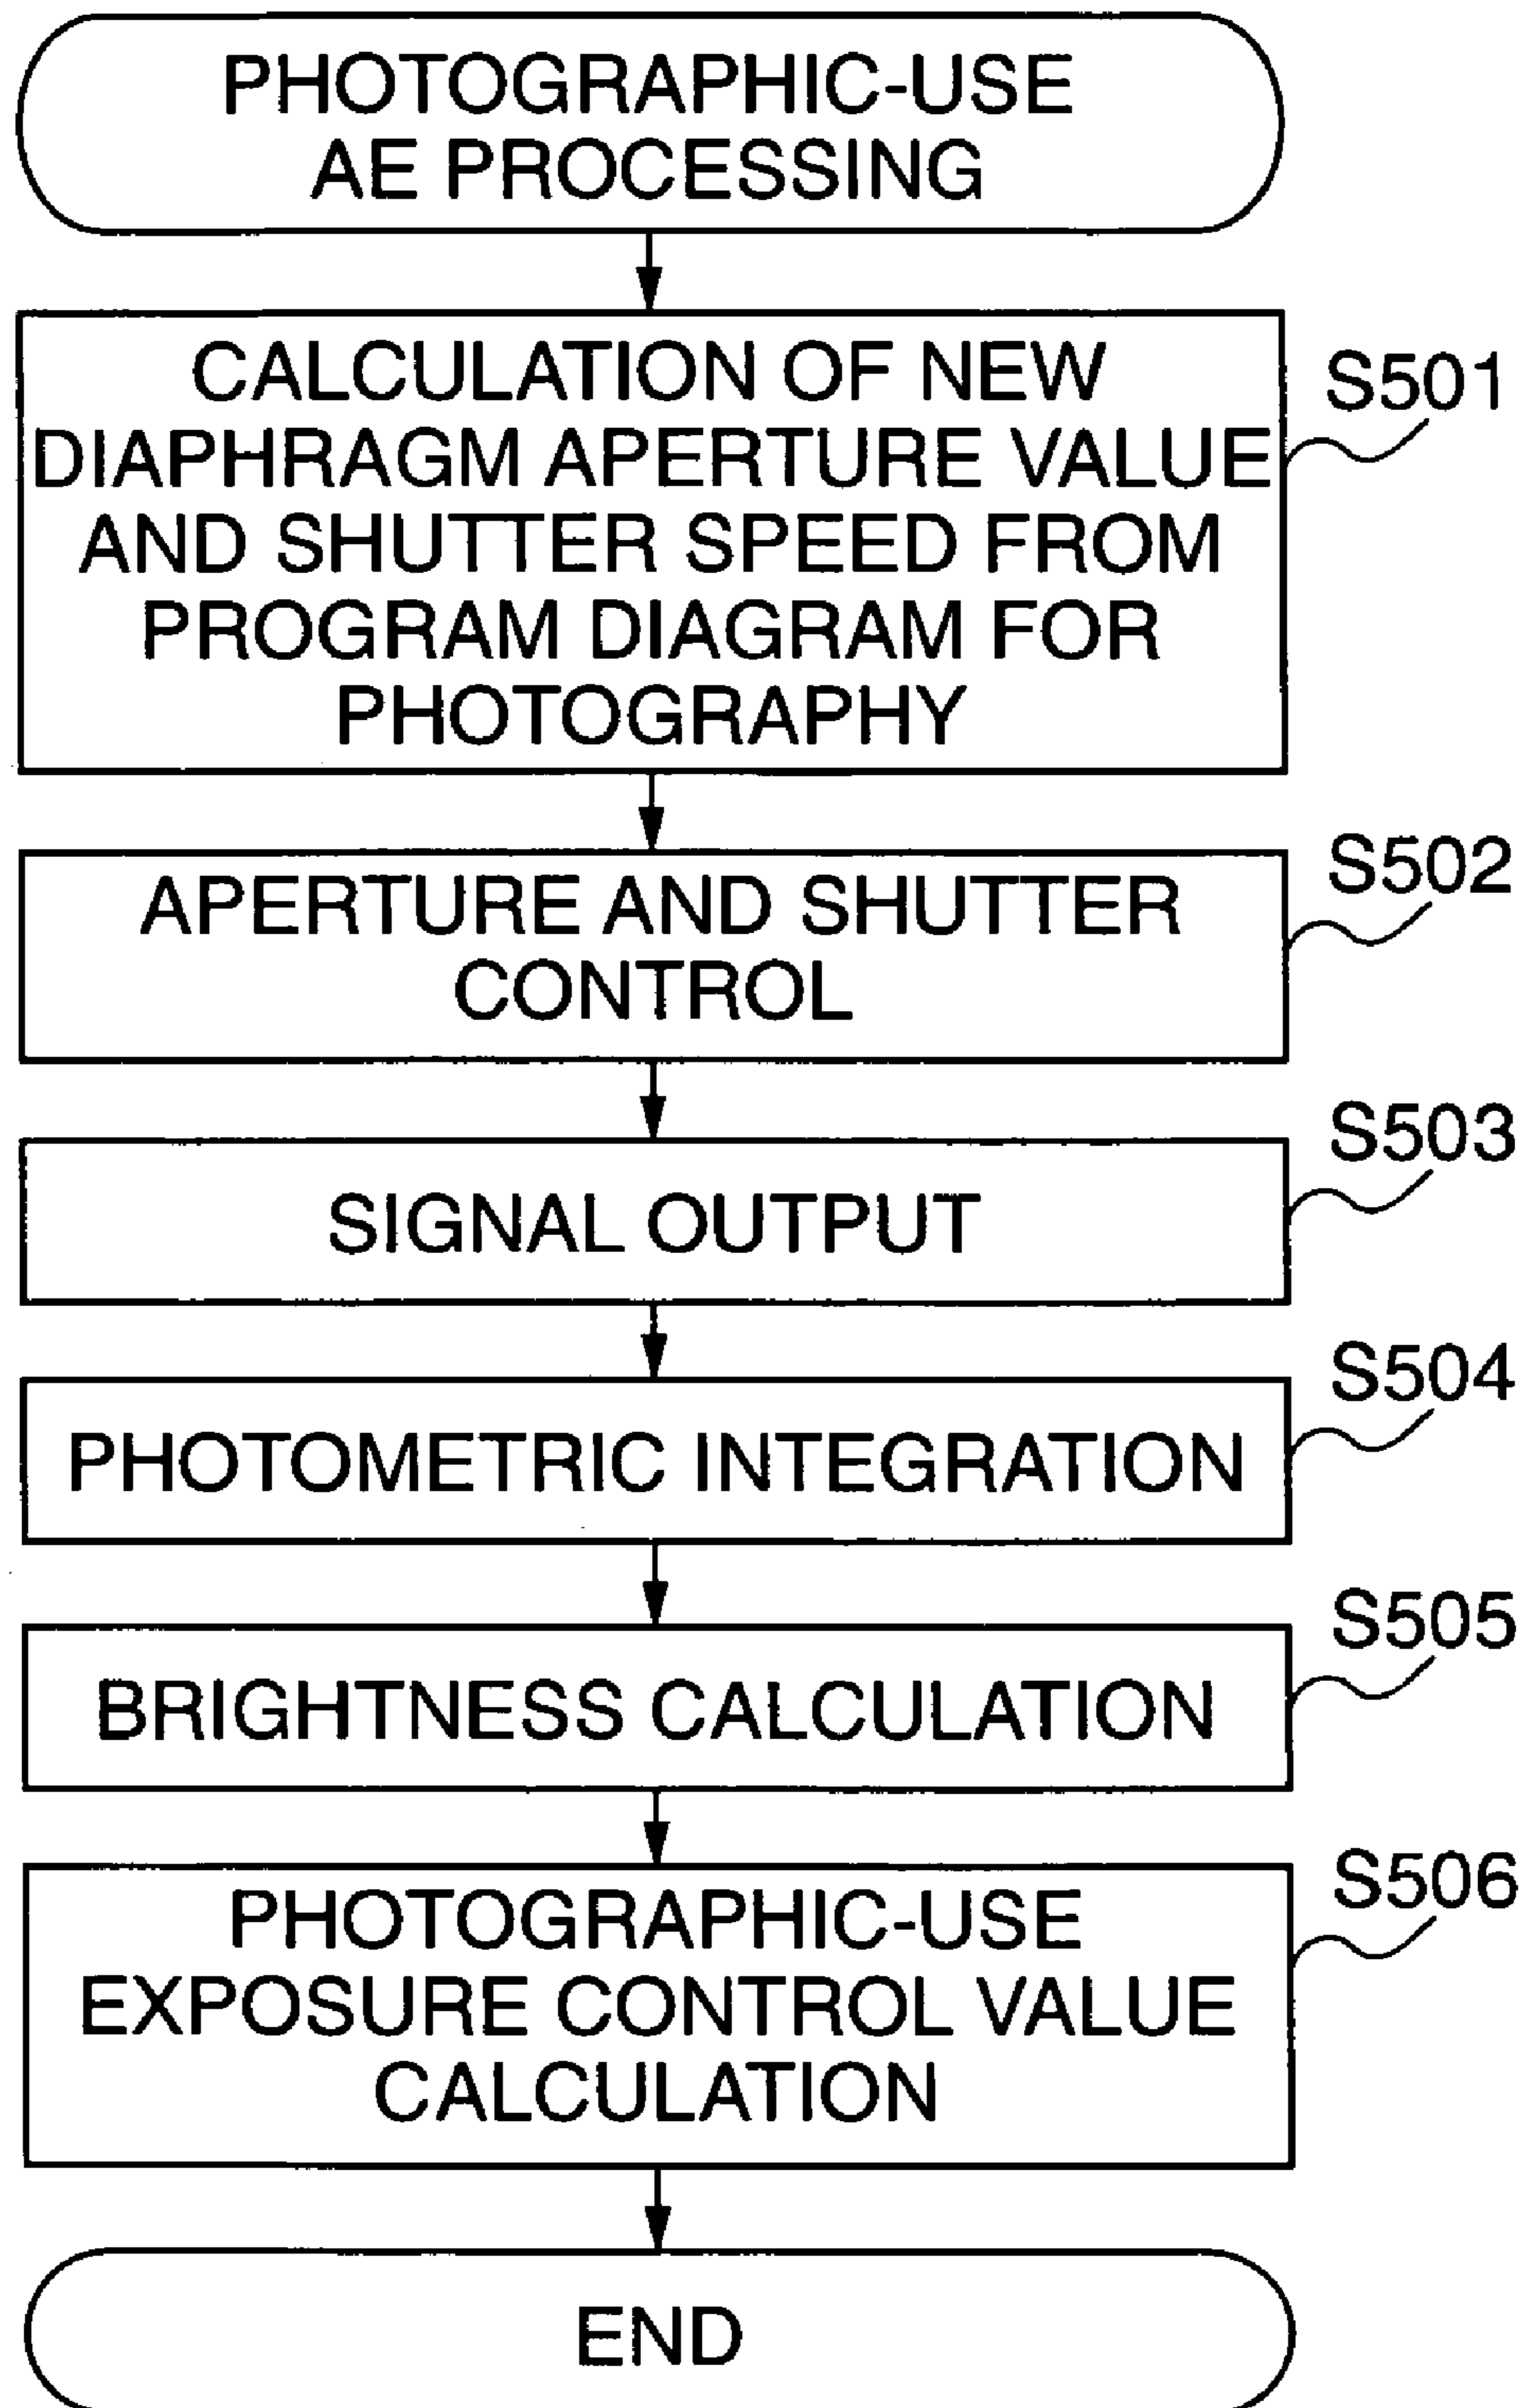 PHOTOGRAPHIC-USE
AE PROCESSING
CALCULATION OF NEW
DIAPHRAGM APERTURE VALUE
AND SHUTTER SPEED FROM
PROGRAM DIAGRAM FOR
PHOTOGRAPHY
S501
APERTURE AND SHUTTER
CONTROL
S502
SIGNAL OUTPUT
S503
PHOTOMETRIC INTEGRATION
S504
BRIGHTNESS CALCULATION
S505
PHOTOGRAPHIC-USE
EXPOSURE CONTROL VALUE
CALCULATION
S506
END